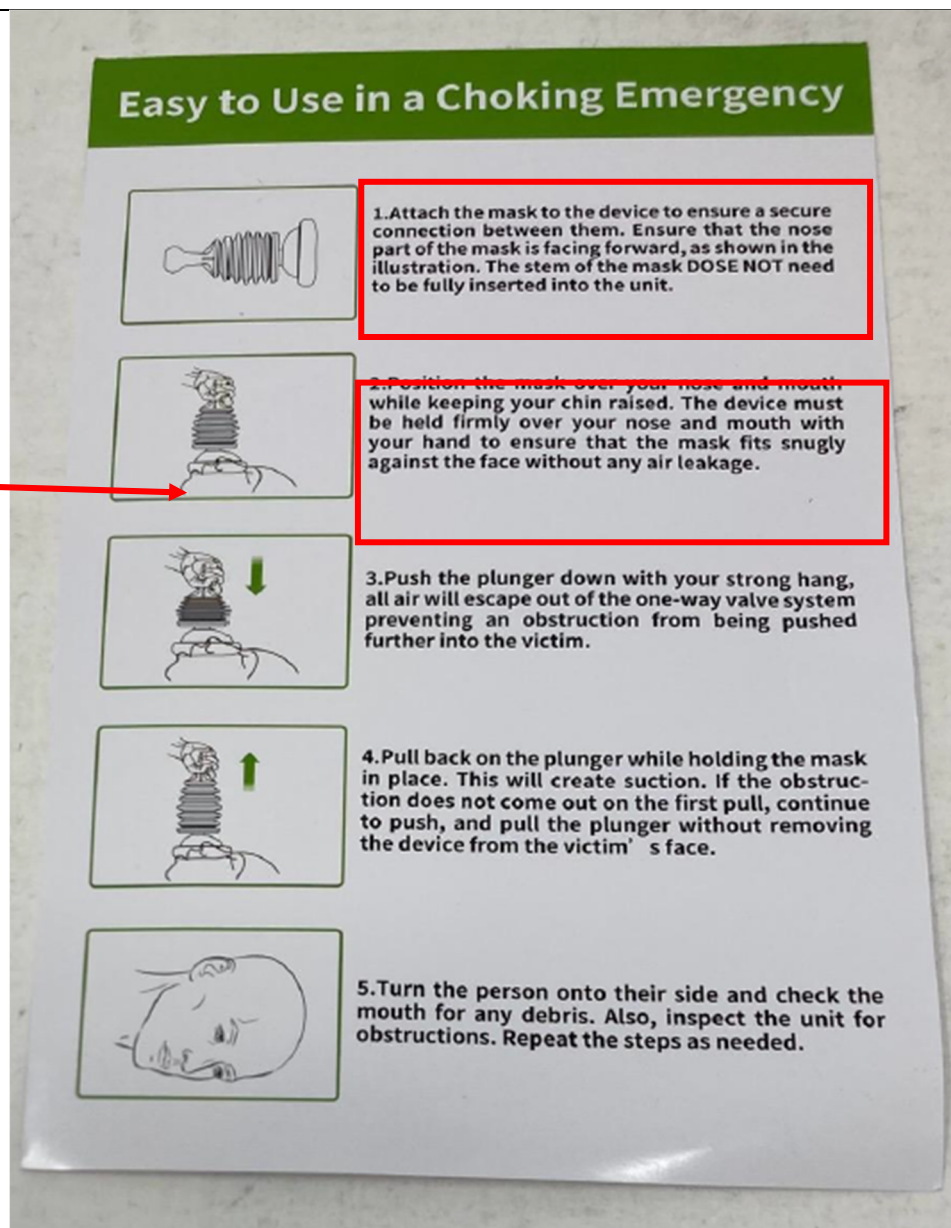 Easy to Use in a Choking Emergency
1.Attach the mask to the device to ensure a secure
connection between them. Ensure that the nose
part of the mask is facing forward, as shown in the
illustration. The stem of the mask DOSE NOT need
to be fully inserted into the unit.
2.Position the mask over your nose and mouth
while keeping your chin raised. The device must
be held firmly over your nose and mouth with
your hand to ensure that the mask fits snugly
against the face without any air leakage.
3.Push the plunger down with your strong hang,
all air will escape out of the one-way valve system
preventing an obstruction from being pushed
further into the victim.
4.Pull back on the plunger while holding the mask
in place. This will create suction. If the obstruc-
tion does not come out on the first pull, continue
to push, and pull the plunger without removing
the device from the victim’ s face.
5.Turn the person onto their side and check the
mouth for any debris. Also, inspect the unit for
obstructions. Repeat the steps as needed.